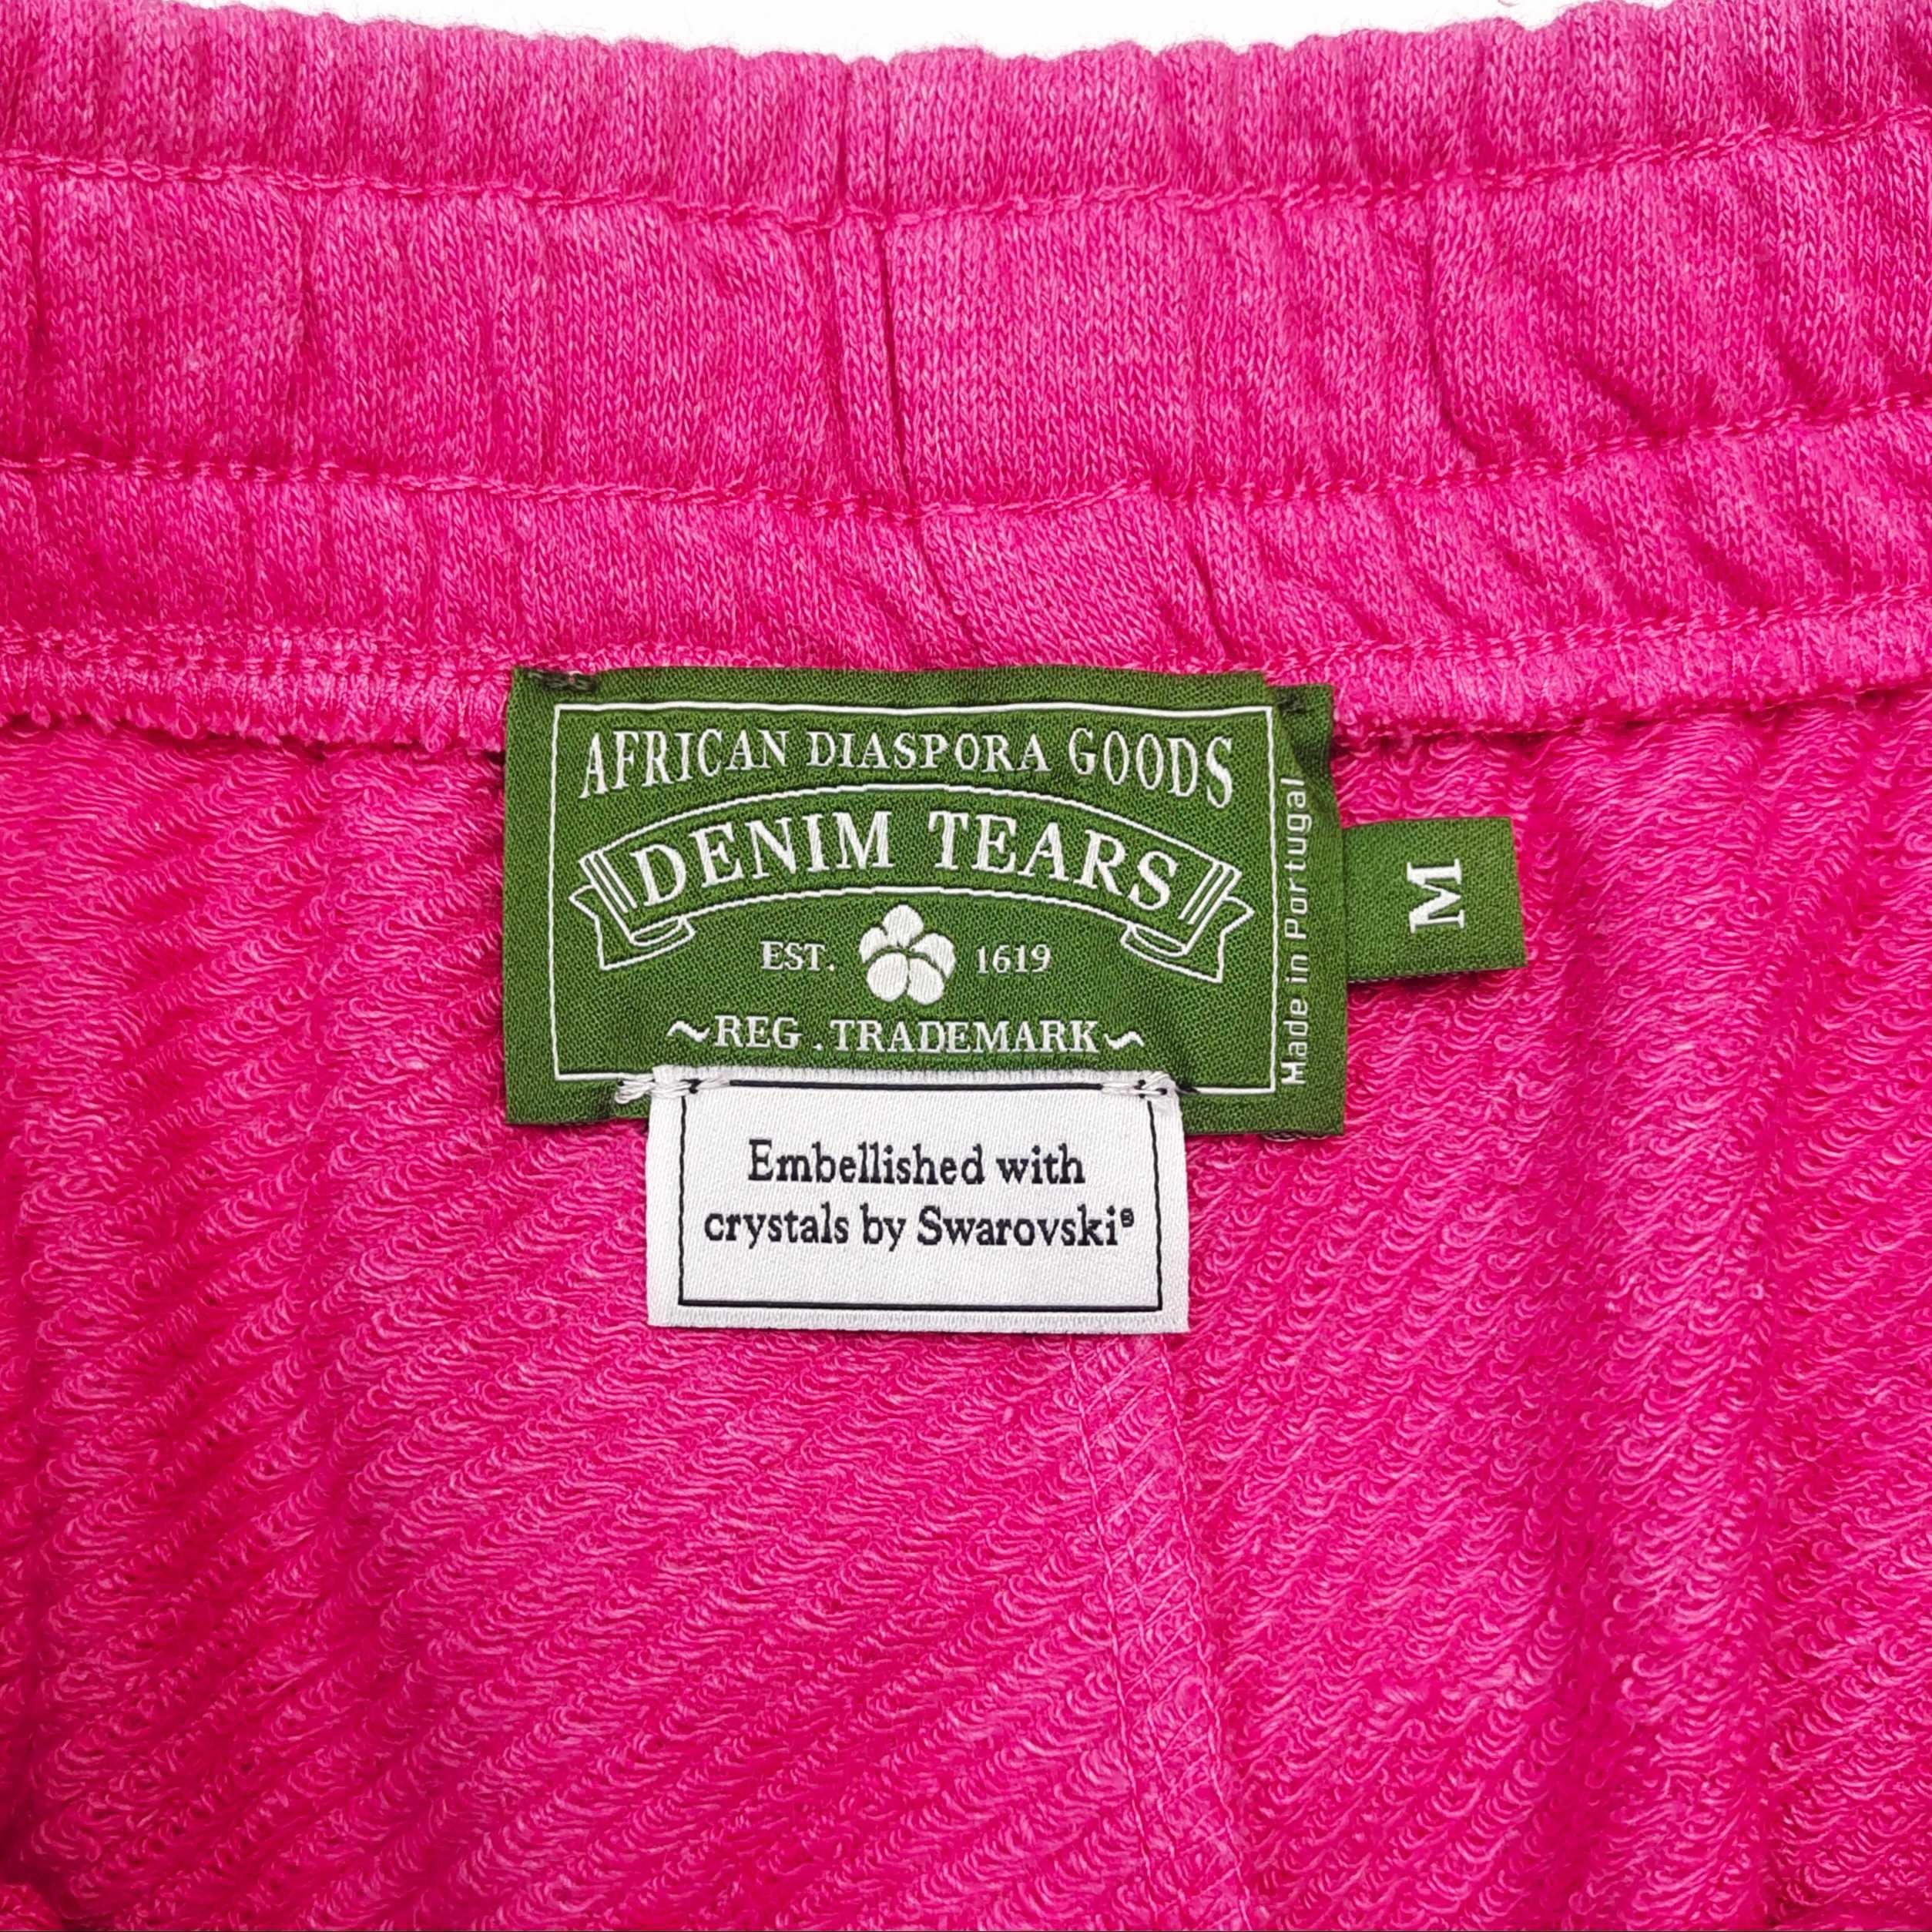 AFRICAN DIASPORA GOODS
DENIM TEARS
EST. 1619
~REG . TRADEMARK~
Made in Portugal
M
Embellished with
crystals by Swarovski®